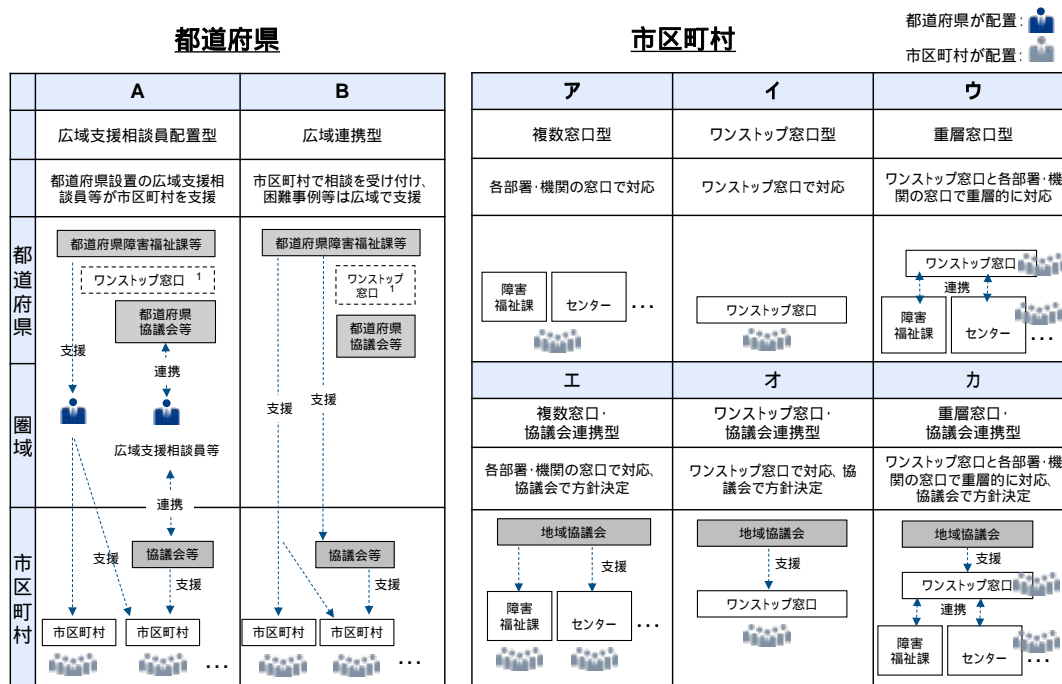 都道府県
市区町村
都道府県が配置:
市区町村が配置:
A
B
広域支援相談員配置型
広域連携型
都道府県設置の広域支援相
談員等が市区町村を支援
市区町村で相談を受け付け、
困難事例等は広域で支援
都道府県
圏域
市区町村
都道府県障害福祉課等
ワンストップ窓口 1
都道府県
協議会等
支援
連携
広域支援相談員等
連携
協議会等
支援
支援
市区町村
市区町村
...
都道府県障害福祉課等
ワンストップ
窓口 1
都道府県
協議会等
支援
支援
協議会等
支援
市区町村
市区町村
...
ア
イ
ウ
複数窓口型
ワンストップ窓口型
重層窓口型
各部署・機関の窓口で対応
ワンストップ窓口で対応
ワンストップ窓口と各部署・機
関の窓口で重層的に対応
障害
福祉課
センター
...
ワンストップ窓口
ワンストップ窓口
連携
障害
福祉課
センター
...
エ
オ
カ
複数窓口・
協議会連携型
ワンストップ窓口・
協議会連携型
重層窓口・
協議会連携型
各部署・機関の窓口で対応、
協議会で方針決定
ワンストップ窓口で対応、協
議会で方針決定
ワンストップ窓口と各部署・機
関の窓口で重層的に対応、
協議会で方針決定
地域協議会
支援
障害
福祉課
センター
...
地域協議会
支援
ワンストップ窓口
地域協議会
支援
ワンストップ窓口
連携
障害
福祉課
センター
...